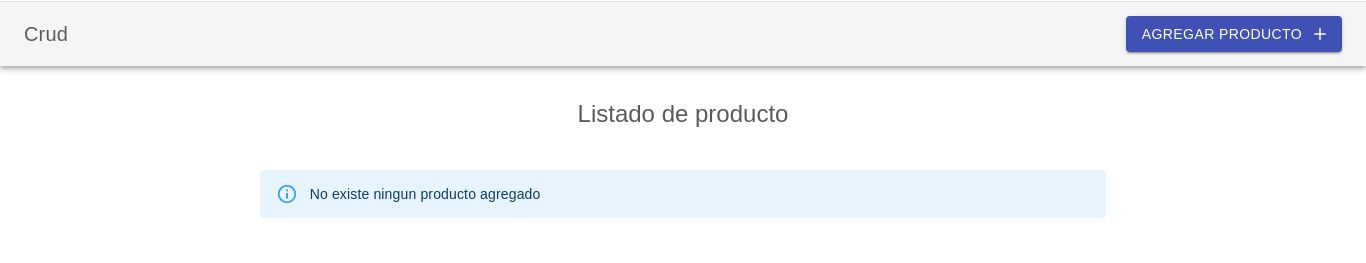 Crud
AGREGAR PRODUCTO
Listado de producto
No existe ningun producto agregado